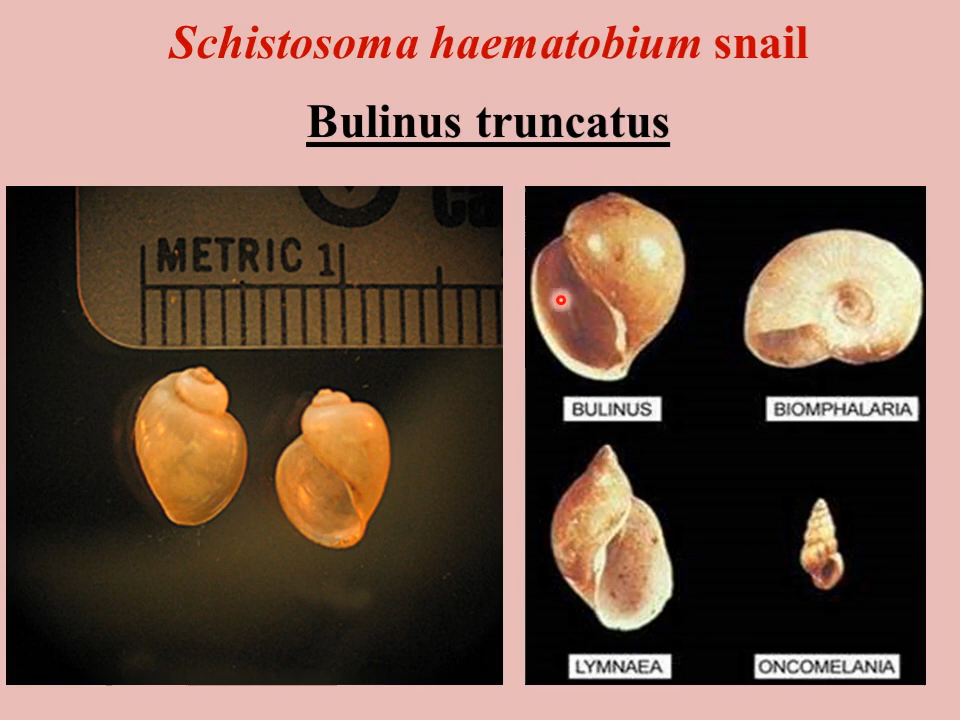 Schistosoma haematobium snail
Bulinus truncatus
METRIC 1
BULINUS
BIOMPHALARIA
LYMNAEA
ONCOMELANIA